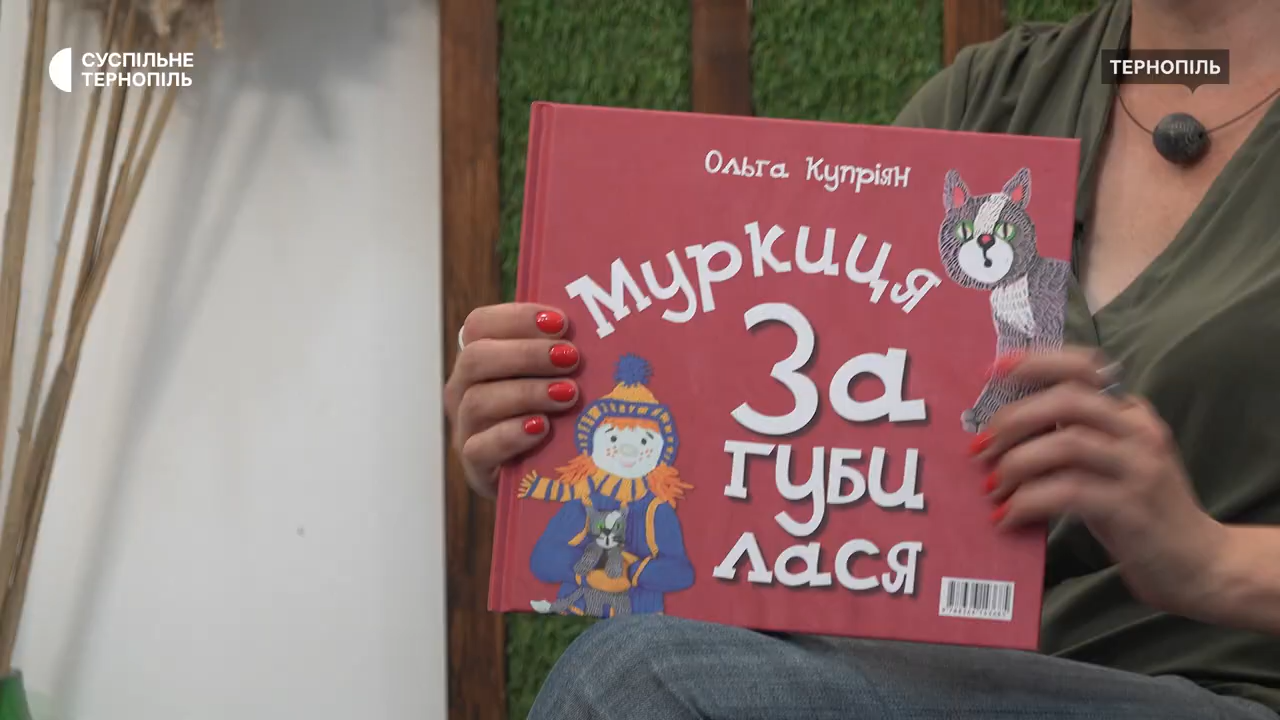 СУСПІЛЬНЕ
ТЕРНОПІЛЬ
ТЕРНОПІЛЬ
Ольга Купріян
Муркиця
За
губи
лася